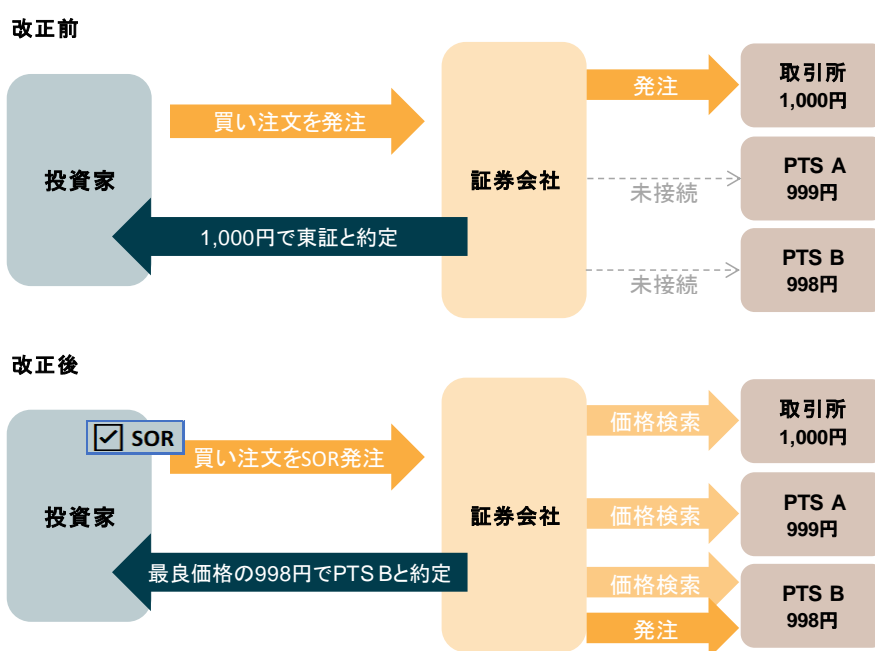 改正前
投資家
買い注文を発注
1,000円で東証と約定
証券会社
発注
未接続
未接続
取引所
1,000円
PTS A
999円
PTS B
998円
改正後
投資家
SOR
買い注文をSOR発注
最良価格の998円でPTS Bと約定
証券会社
価格検索
価格検索
価格検索
発注
取引所
1,000円
PTS A
999円
PTS B
998円